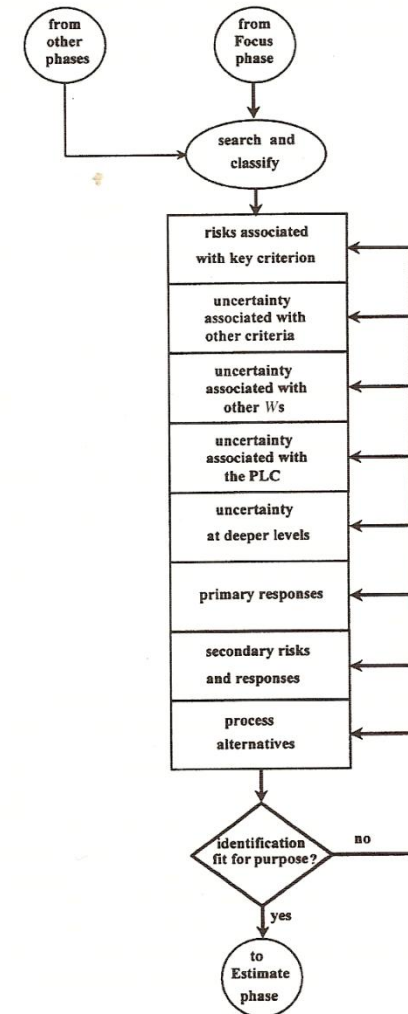 from
other
phases
from
Focus
phase
search and
classify
risks associated
with key criterion
uncertainty
associated with
other criteria
uncertainty
associated with
other Ws
uncertainty
associated with
the PLC
uncertainty
at deeper levels
primary responses
secondary risks
and responses
process
alternatives
identification
fit for purpose?
no
yes
to
Estimate
phase